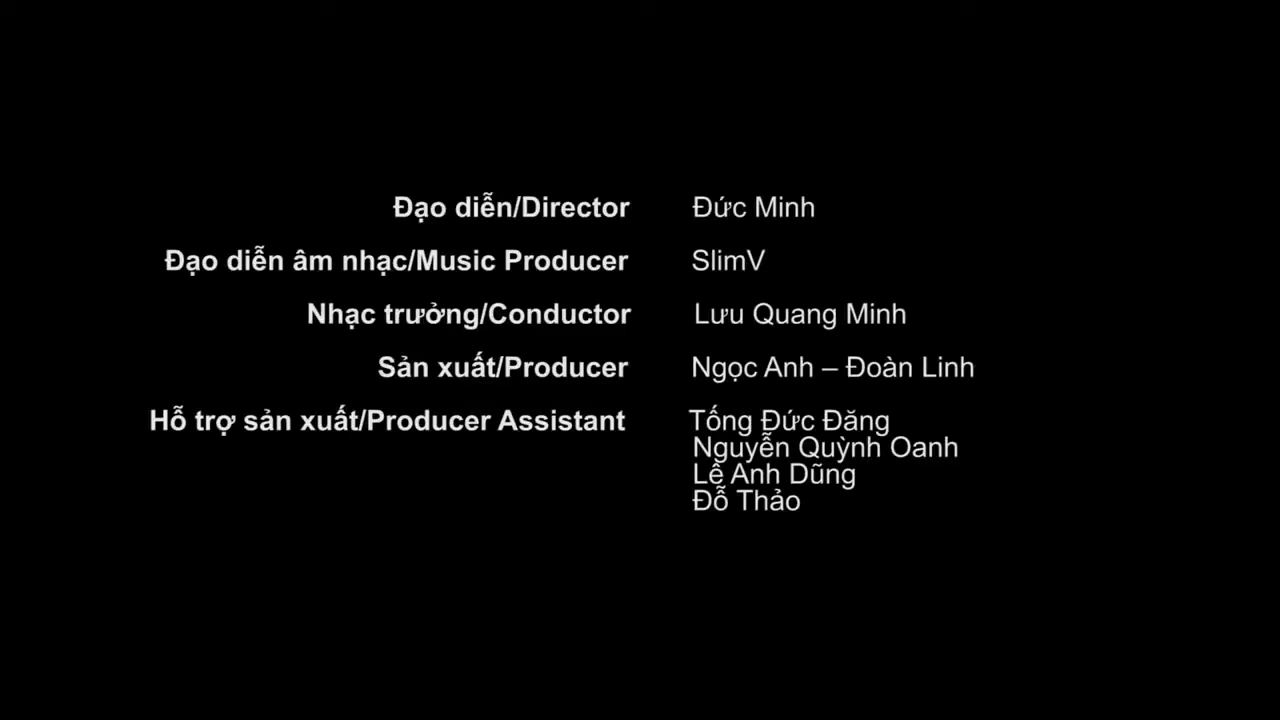 Đạo diễn/Director Đức Minh
Đạo diễn âm nhạc/Music Producer SlimV
Nhạc trưởng/Conductor Lưu Quang Minh
Sản xuất/Producer Ngọc Anh – Đoàn Linh
Hỗ trợ sản xuất/Producer Assistant Tống Đức Đăng
Nguyễn Quỳnh Oanh
Lê Anh Dũng
Đỗ Thảo